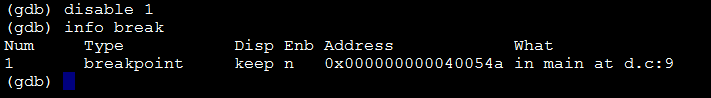 (gdb) disable 1
(gdb) info break
Num     Type           Disp Enb Address            What
1       breakpoint     keep n   0x000000000040054a in main at d.c:9
(gdb)